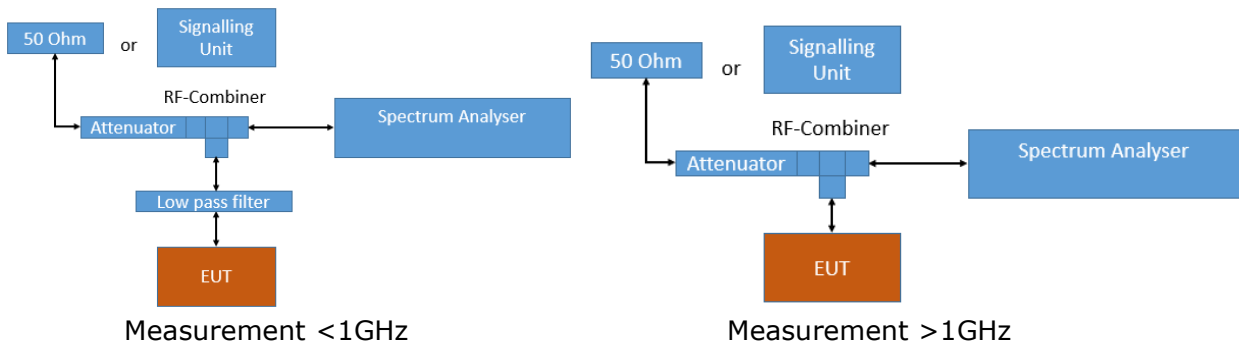 50 Ohm
or
Signalling
Unit
RF-Combiner
Attenuator
Spectrum Analyser
Low pass filter
EUT
Measurement <1GHz
50 Ohm
or
Signalling
Unit
RF-Combiner
Attenuator
Spectrum Analyser
EUT
Measurement >1GHz